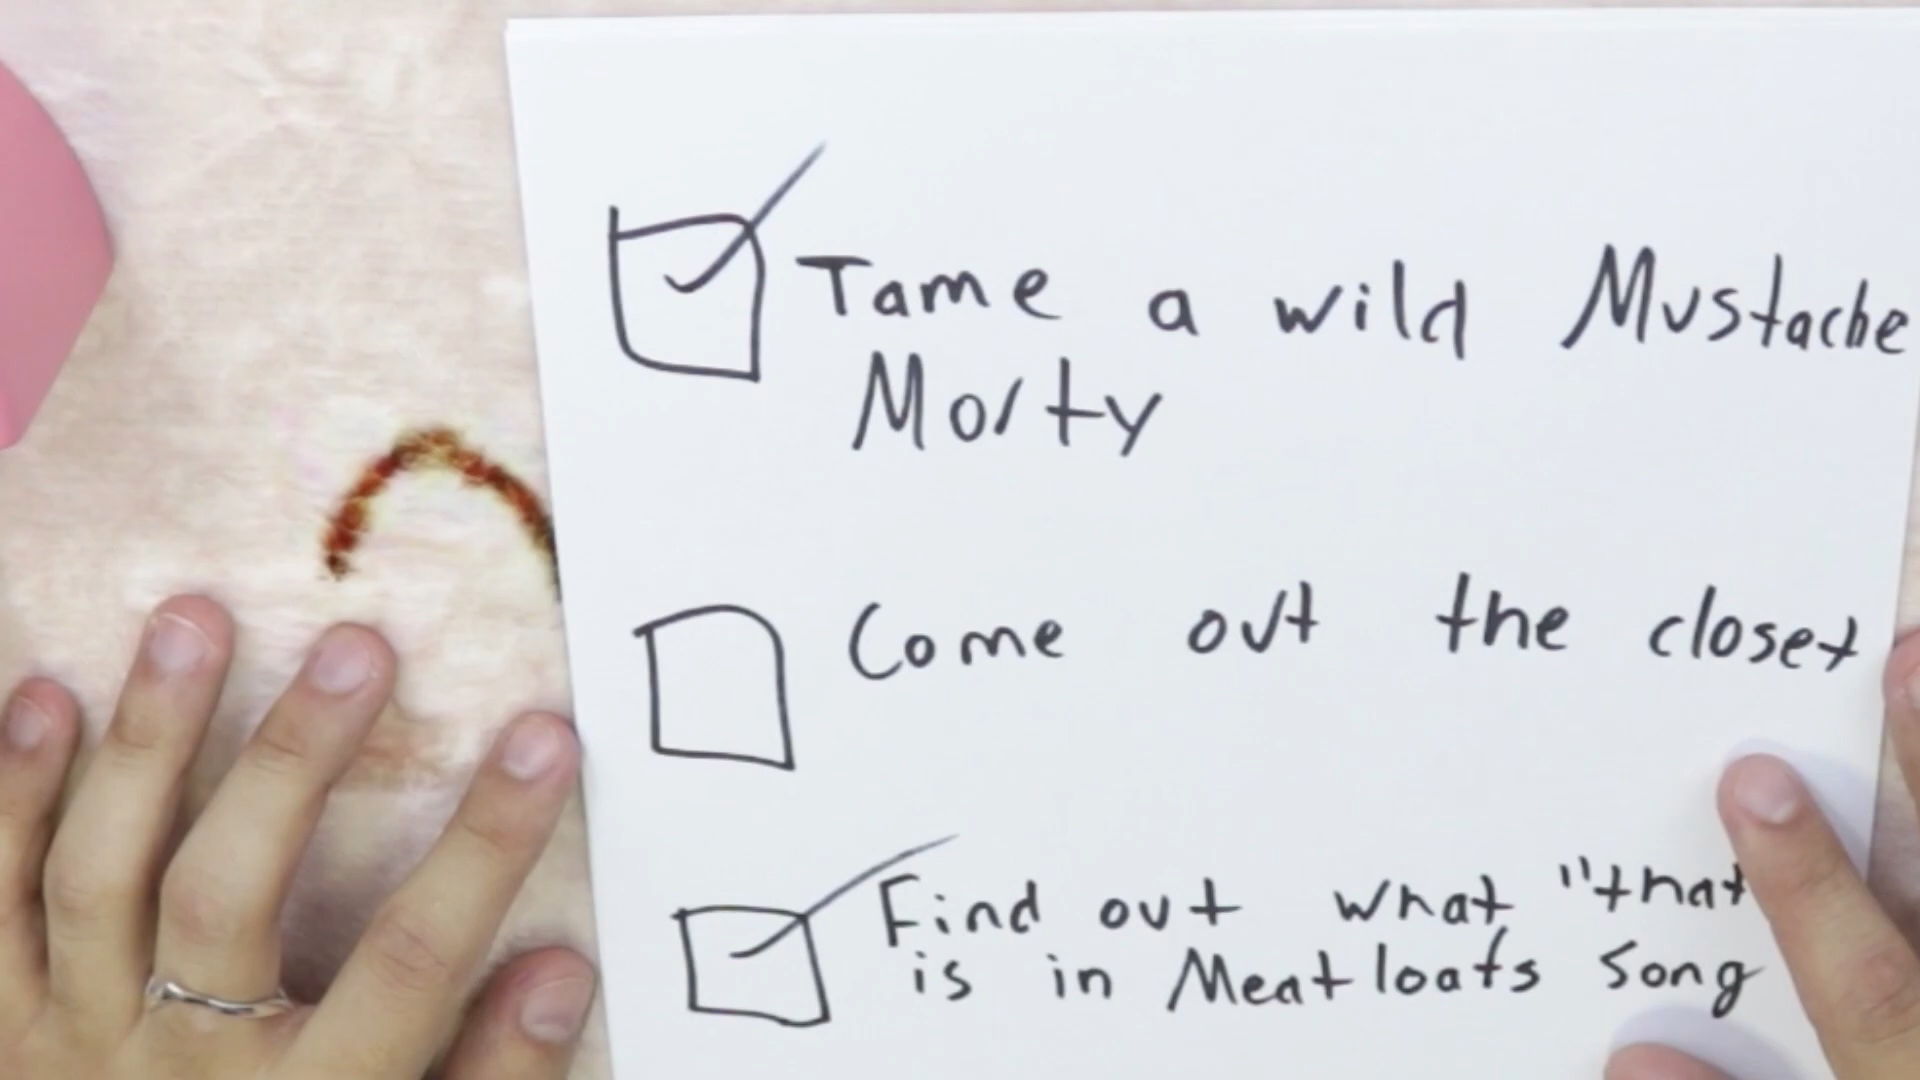 Tame a wild Mustache
Morty
Come out the closet
Find out what "that
is in Meatloafs song